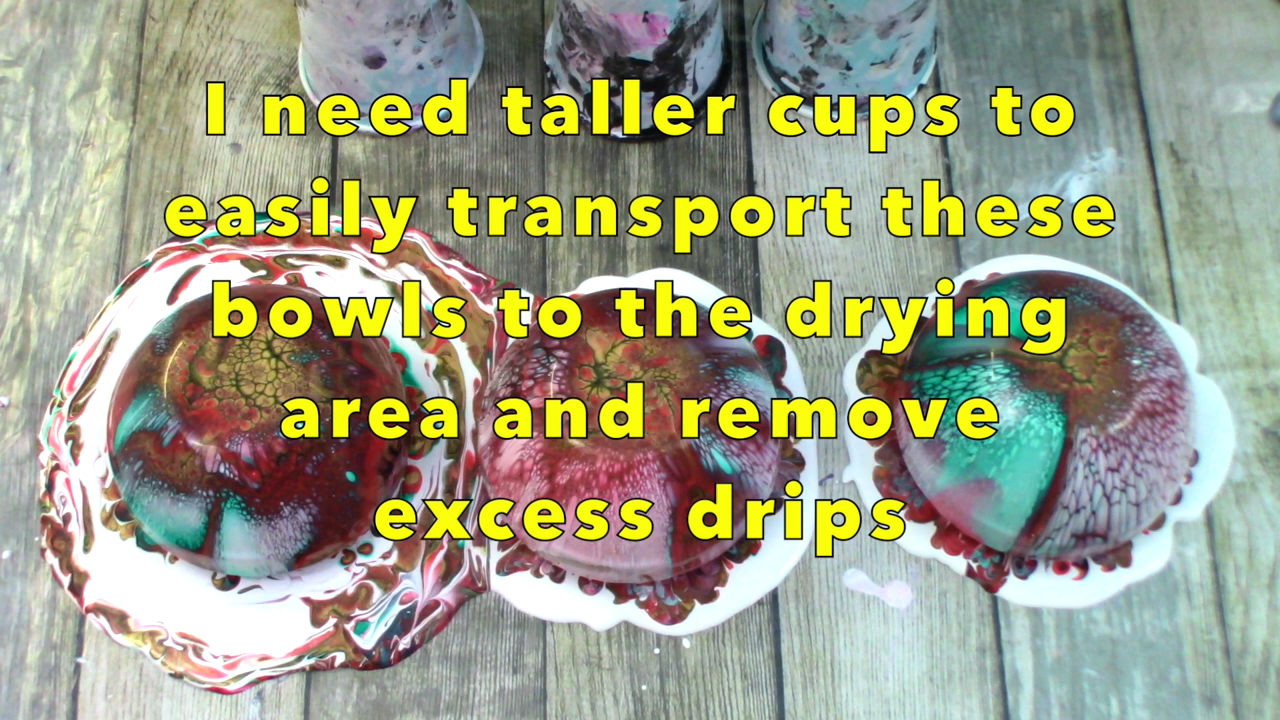 I need taller cups to
easily transport these
bowls to the drying
area and remove
excess drips